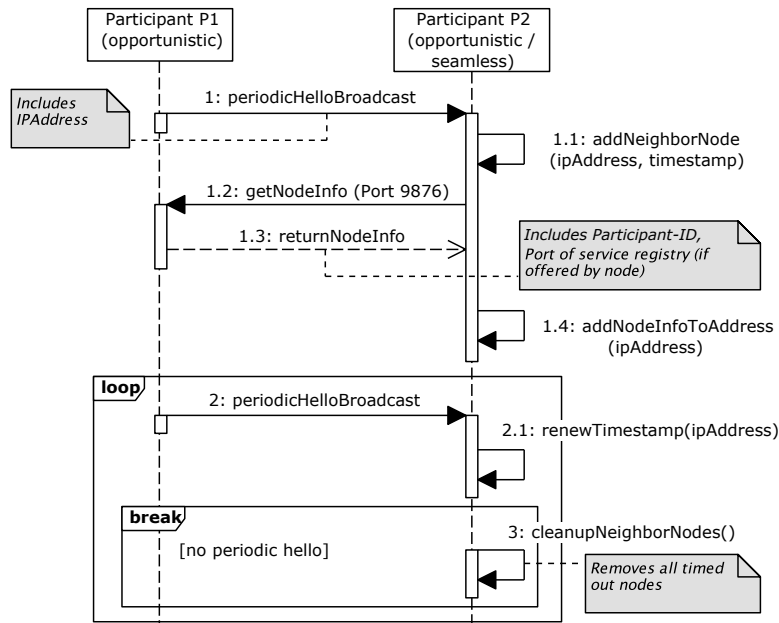 Participant P1
(opportunistic)
Participant P2
(opportunistic /
seamless)
Includes
IPAddress
1: periodicHelloBroadcast
1.1: addNeighborNode
(ipAddress, timestamp)
1.2: getNodeInfo (Port 9876)
1.3: returnNodeInfo
Includes Participant-ID,
Port of service registry (if
offered by node)
1.4: addNodeInfoToAddress
(ipAddress)
loop
2: periodicHelloBroadcast
2.1: renewTimestamp(ipAddress)
break
[no periodic hello]
3: cleanupNeighborNodes()
Removes all timed
out nodes